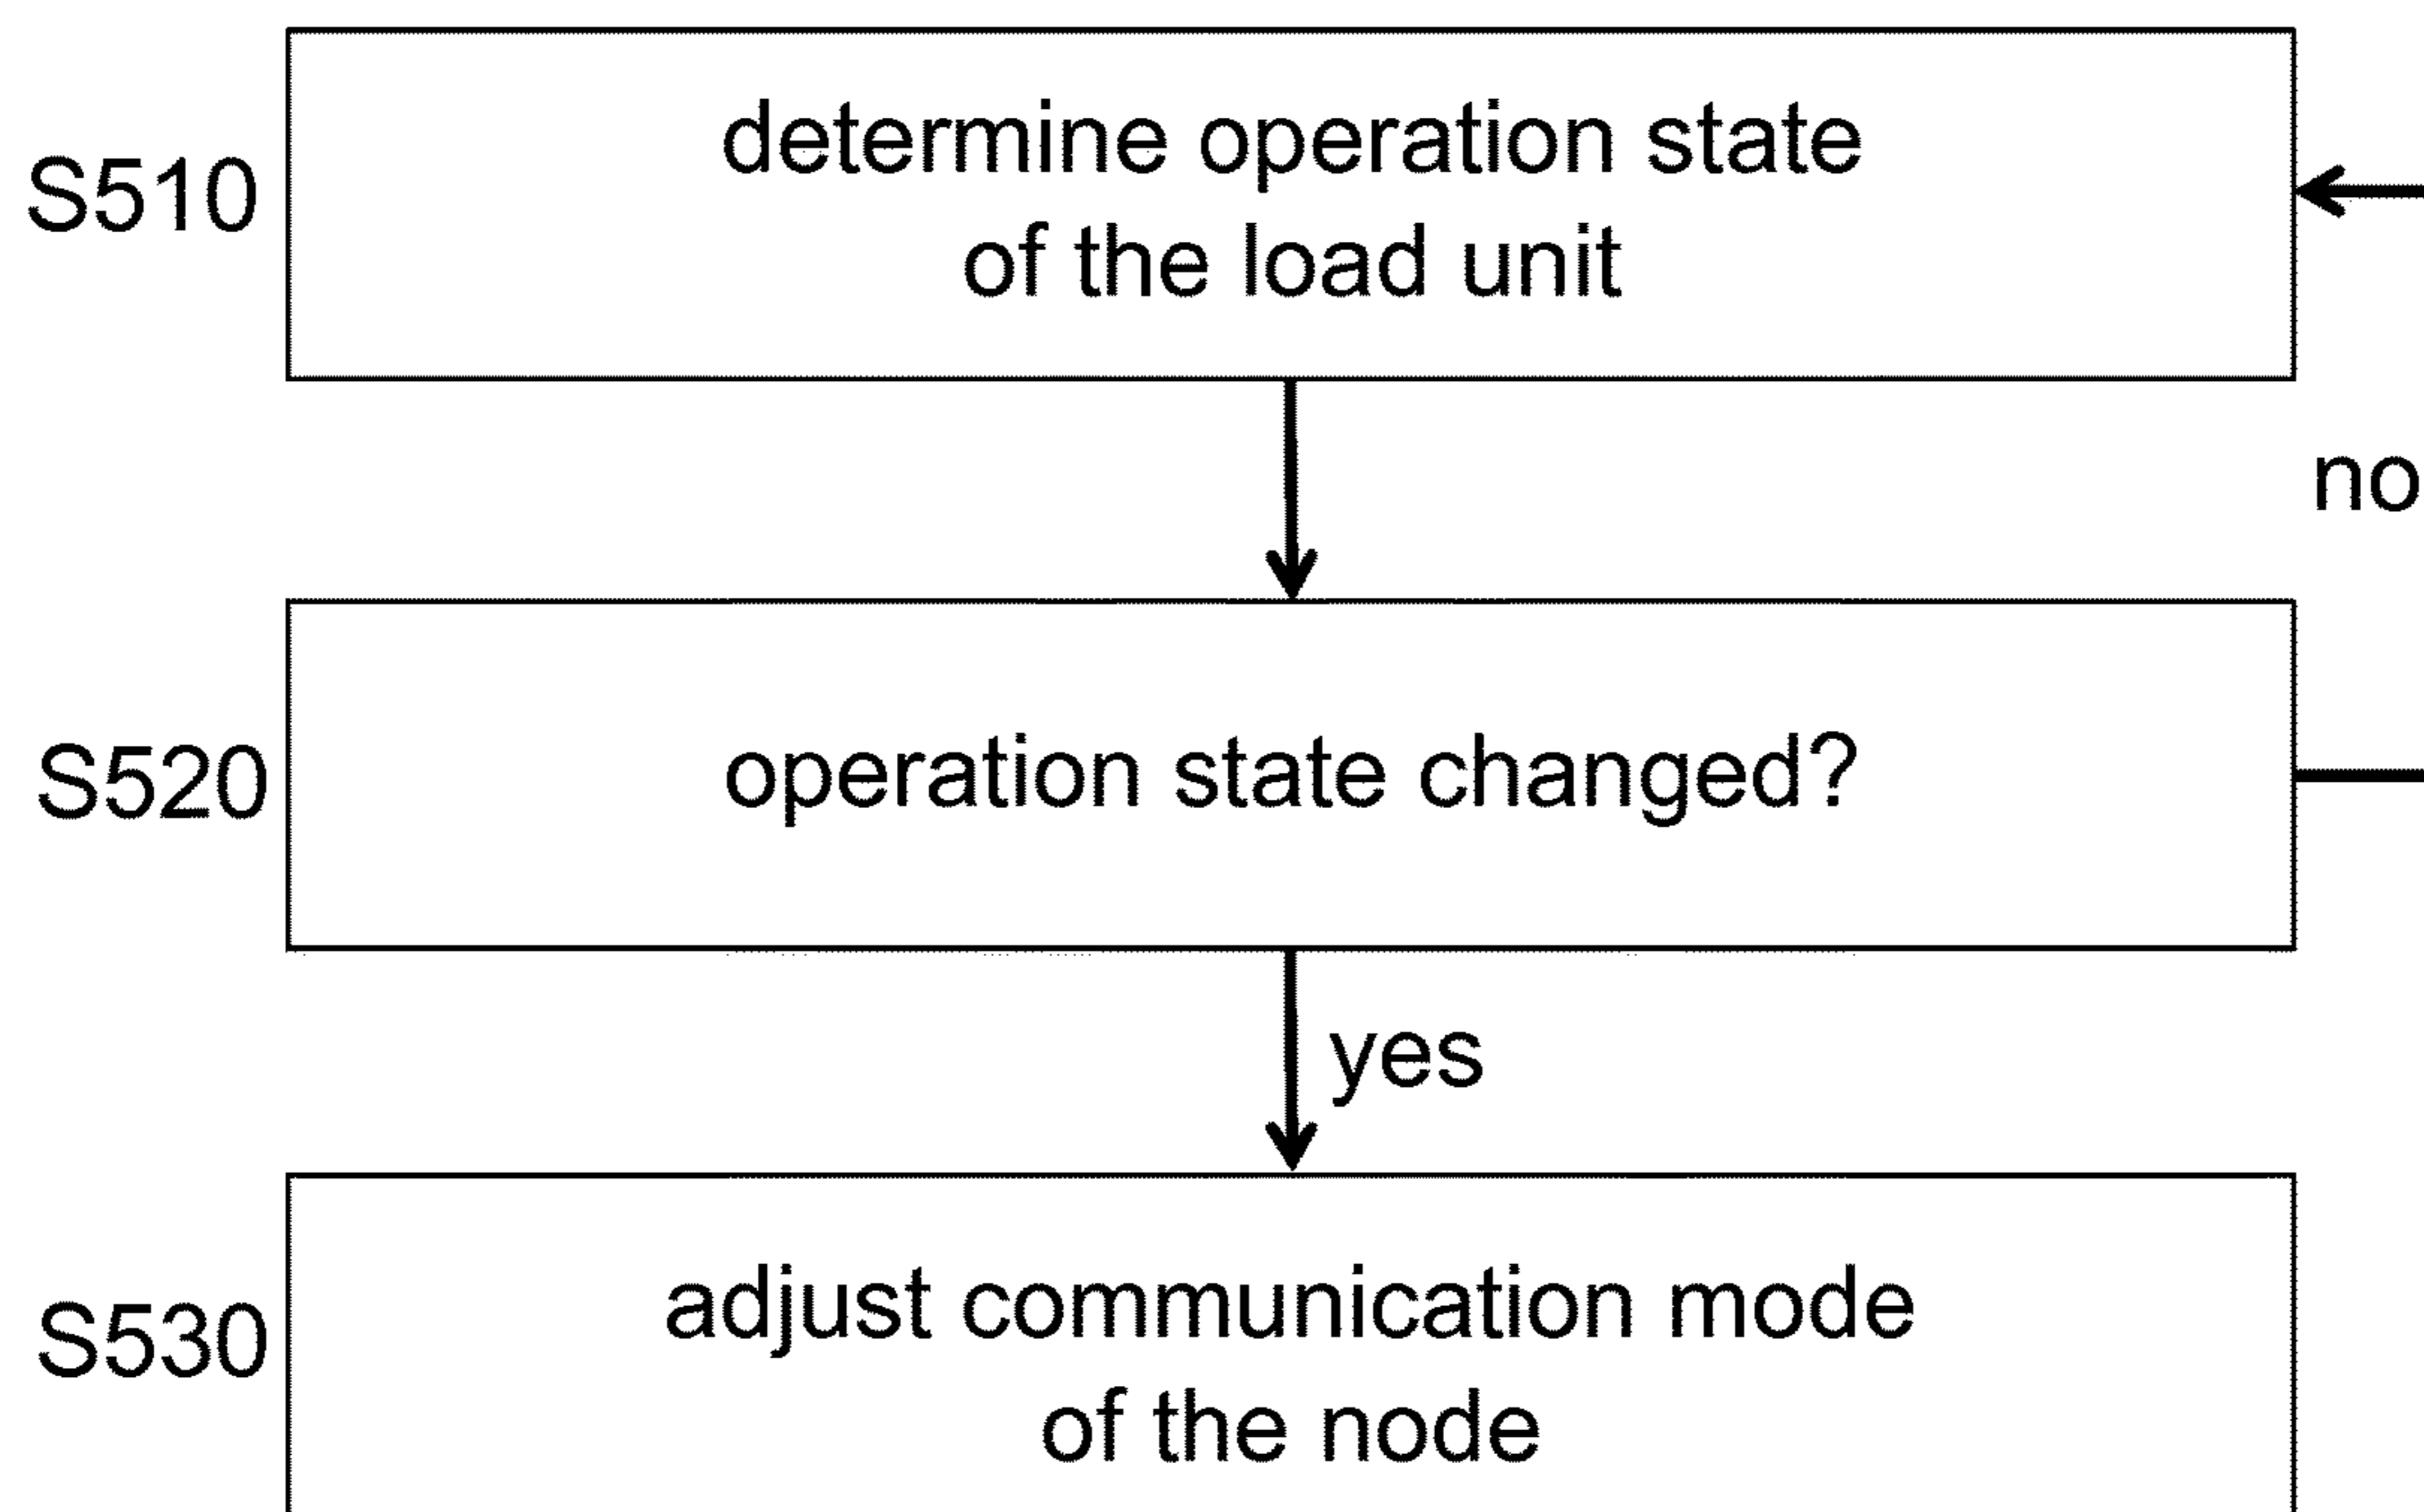 S510
determine operation state
of the load unit
no
S520
operation state changed?
yes
S530
adjust communication mode
of the node